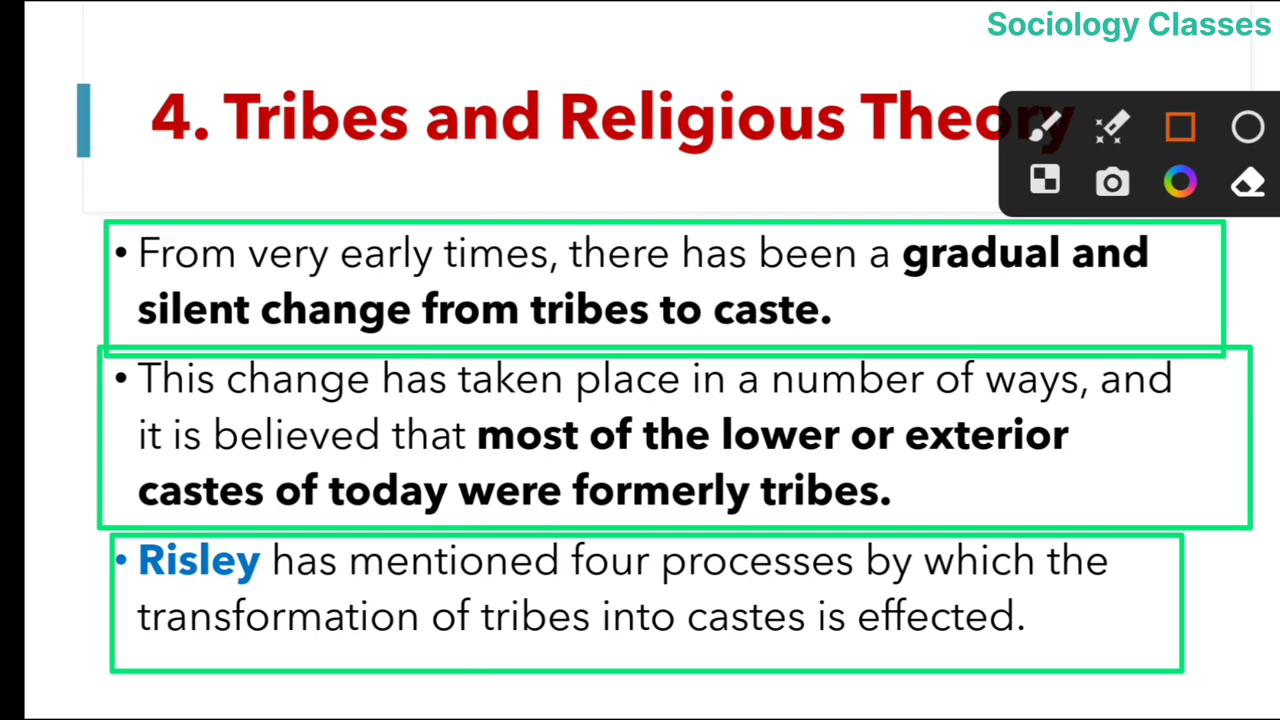 Sociology Classes
4. Tribes and Religious Theory
• From very early times, there has been a gradual and
silent change from tribes to caste.
• This change has taken place in a number of ways, and
it is believed that most of the lower or exterior
castes of today were formerly tribes.
• Risley has mentioned four processes by which the
transformation of tribes into castes is effected.